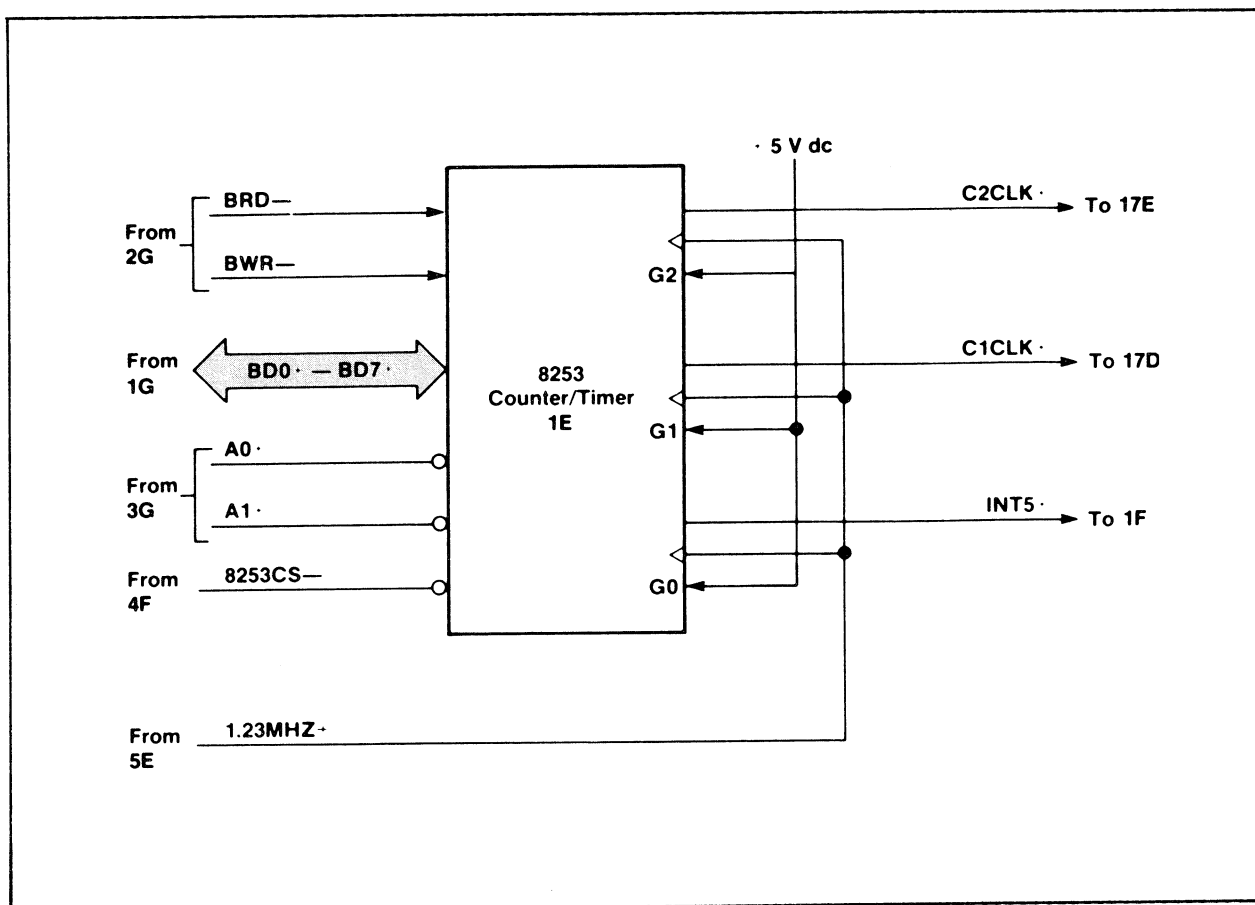 · 5 V dc
BRD—
From
2G
BWR—
From
1G
BD0· — BD7·
A0·
From
3G
A1·
8253CS—
From
4F
1.23MHZ+
From
5E
8253
Counter/Timer
1E
G2
G1
G0
C2CLK·
To 17E
C1CLK·
To 17D
INT5·
To 1F